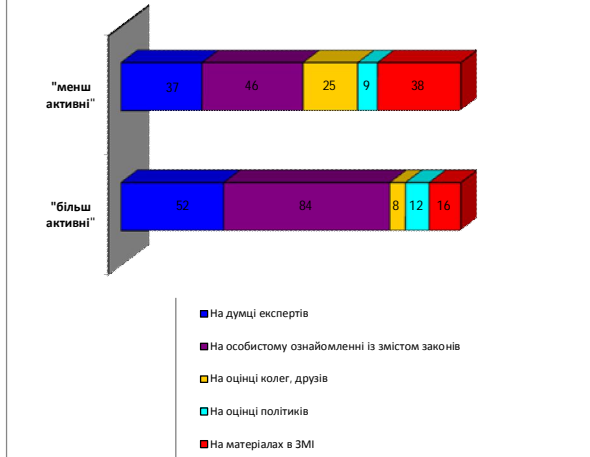 "менш
активні"
37 46 25 9 38
"більш
активні"
52 84 8 12 16
На думці експертів
На особистому ознайомленні із змістом законів
На оцінці колег, друзів
На оцінці політиків
На матеріалах в ЗМІ